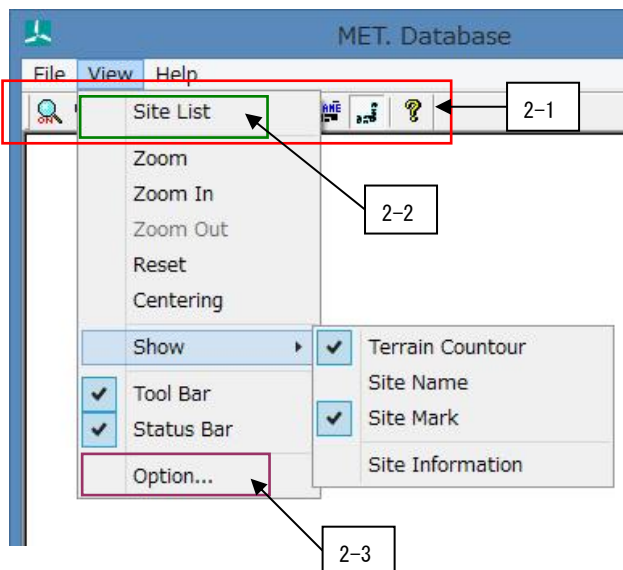 MET. Database
File View Help
ON
Site List
2-1
2-2
Zoom
Zoom In
Zoom Out
Reset
Centering
Show
Terrain Countour
Site Name
Site Mark
Site Information
Tool Bar
Status Bar
Option...
2-3